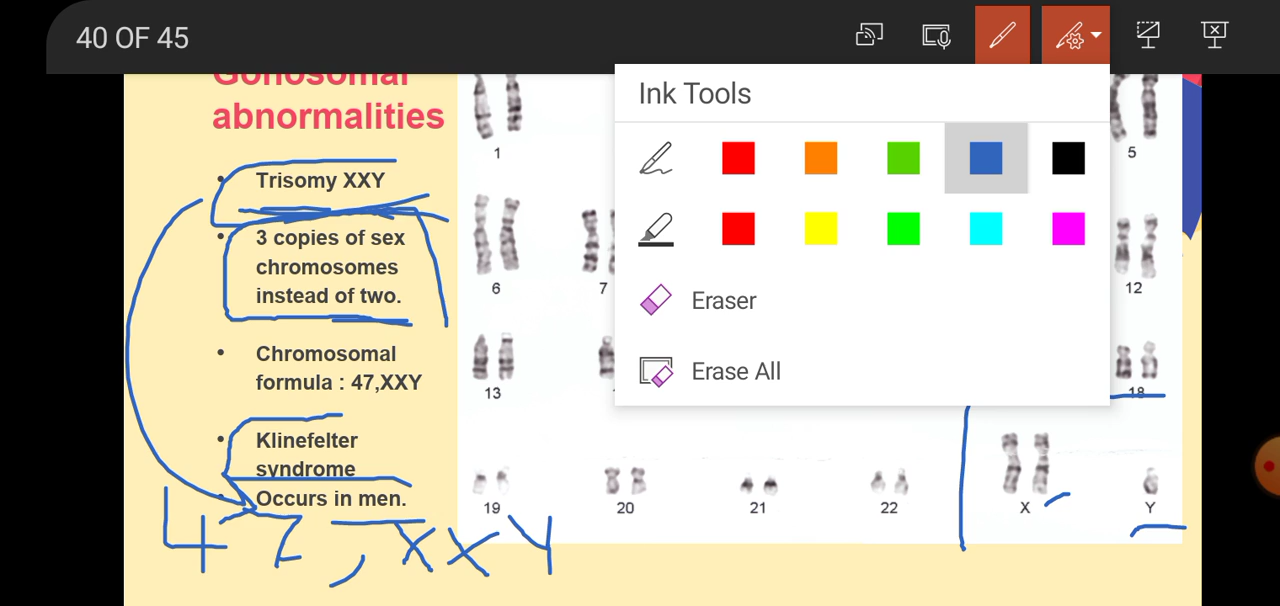 40 OF 45
Ink Tools
Eraser
Erase All
Gonosomal
abnormalities
• Trisomy XXY
• 3 copies of sex
chromosomes
instead of two.
• Chromosomal
formula : 47,XXY
• Klinefelter
syndrome
• Occurs in men.
47, XXY
1
5
6
7
12
13
18
19
20
21
22
X
Y